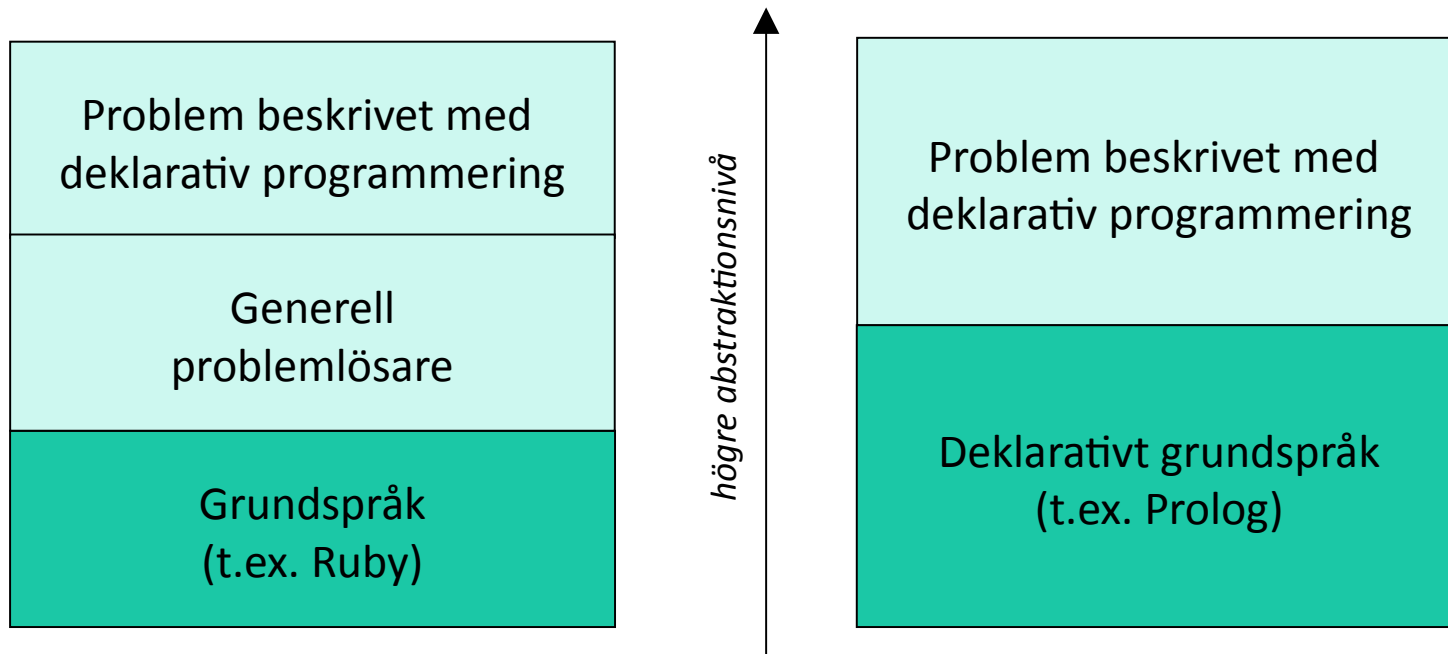 Problem beskrivet med
deklarativ programmering
Generell
problemlösare
Grundspråk
(t.ex. Ruby)
högre abstraktionsnivå
Problem beskrivet med
deklarativ programmering
Deklarativt grundspråk
(t.ex. Prolog)